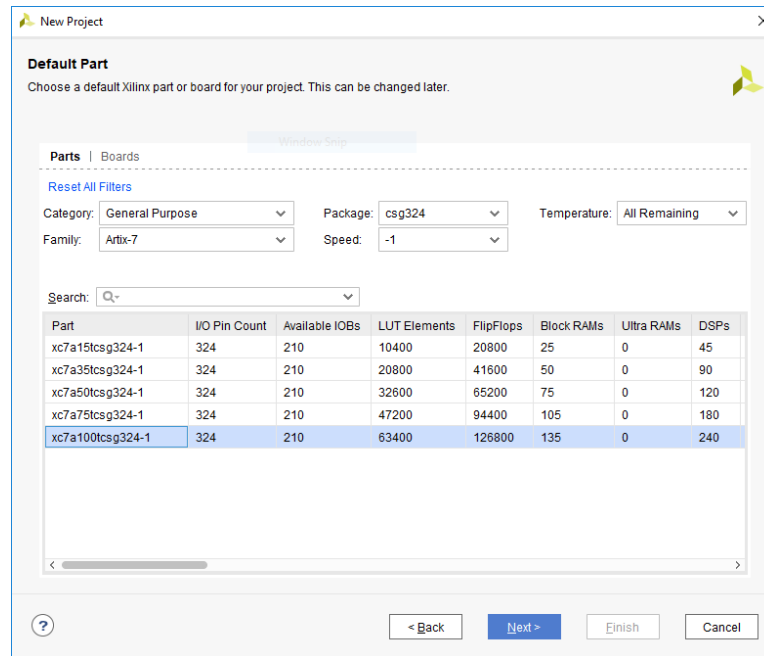 New Project
Default Part
Choose a default Xilinx part or board for your project. This can be changed later.
Window Snip
Parts | Boards
Reset All Filters
Category: General Purpose Package: csg324 Temperature: All Remaining
Family: Artix-7 Speed: -1
Search: Q-
Part I/O Pin Count Available IOBs LUT Elements FlipFlops Block RAMs Ultra RAMs DSPs
xc7a15tcsg324-1 324 210 10400 20800 25 0 45
xc7a35tcsg324-1 324 210 20800 41600 50 0 90
xc7a50tcsg324-1 324 210 32600 65200 75 0 120
xc7a75tcsg324-1 324 210 47200 94400 105 0 180
xc7a100tcsg324-1 324 210 63400 126800 135 0 240
? < Back Next > Finish Cancel